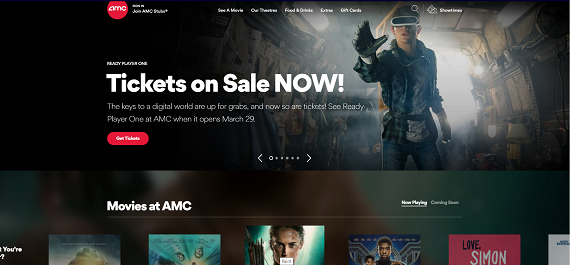 amc
SIGN IN
Join AMC Stubs®
See A Movie
Our Theatres
Food & Drinks
Extras
Gift Cards
Showtimes
READY PLAYER ONE
Tickets on Sale NOW!
The keys to a digital world are up for grabs, and now so are tickets! See Ready
Player One at AMC when it opens March 29.
Get Tickets
Movies at AMC
Now Playing
Coming Soon
t You're
?
LOVE,
SIMON
Paint